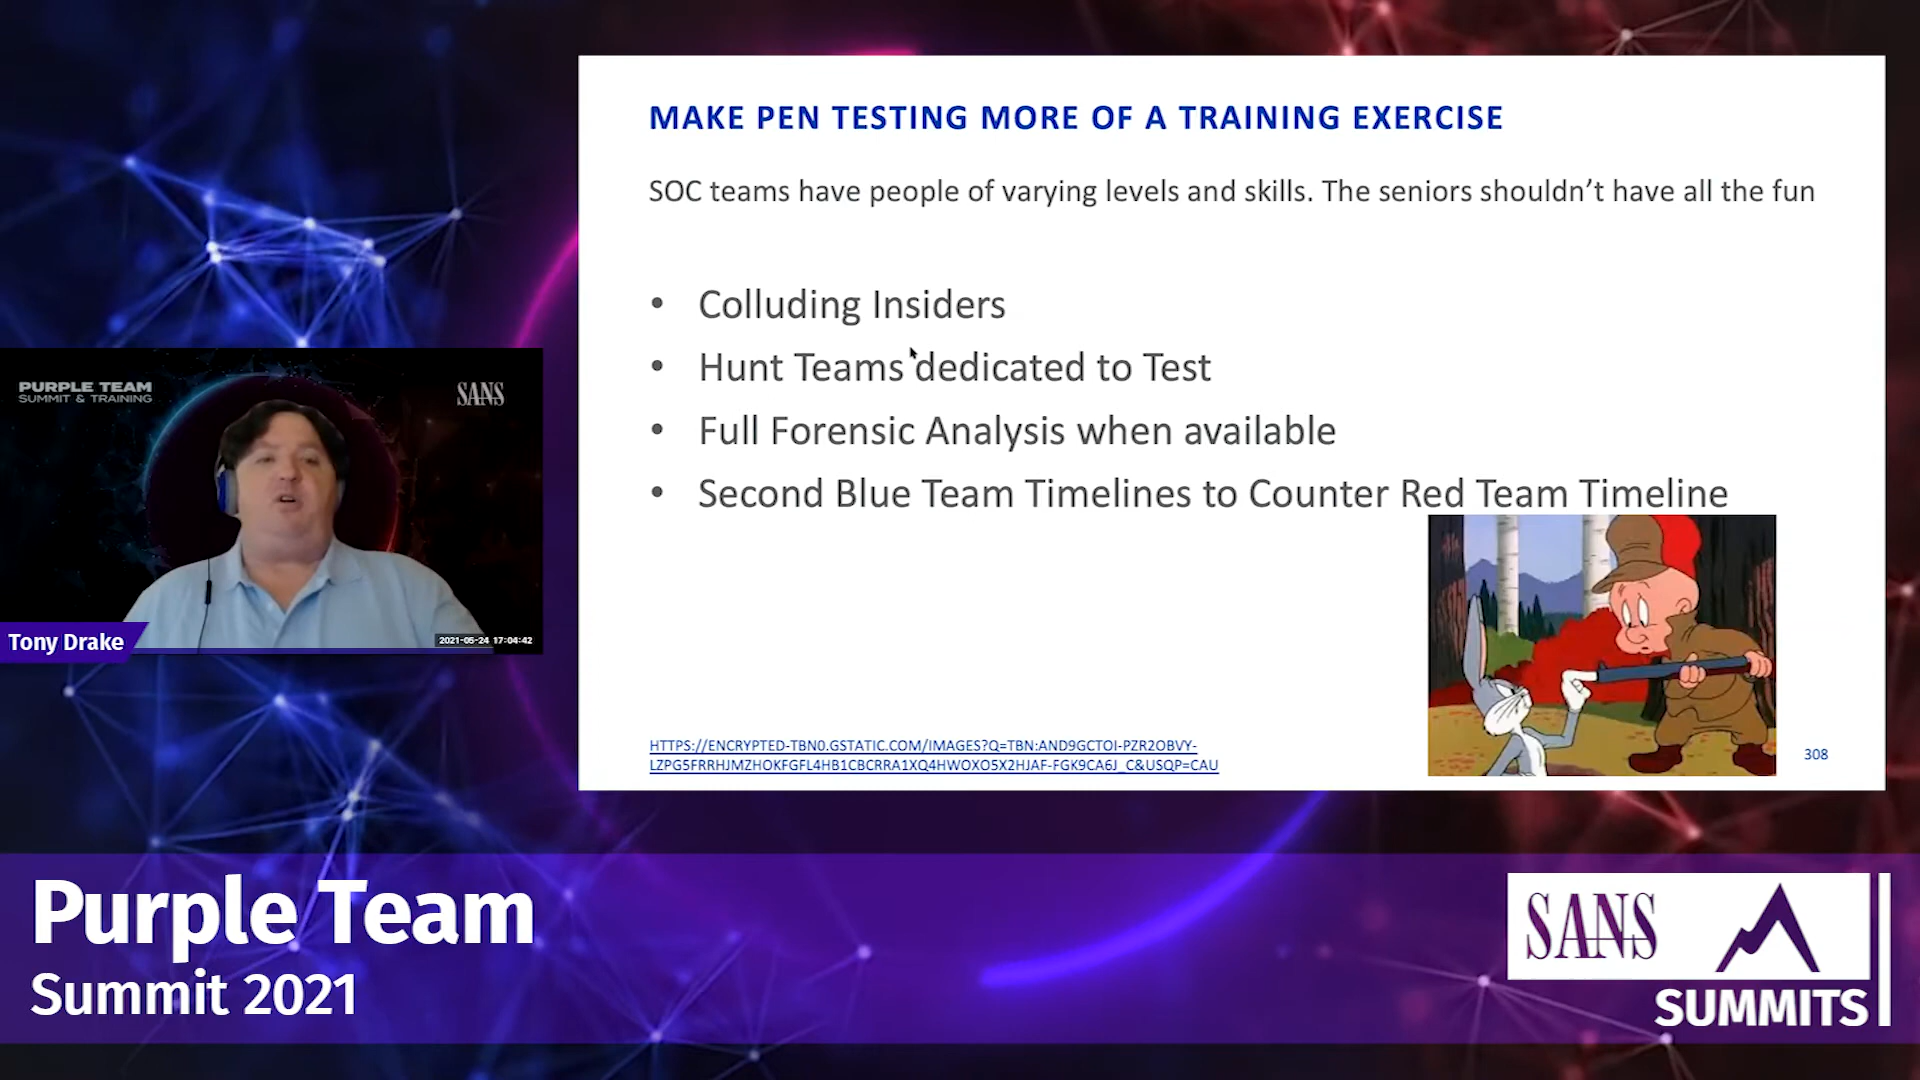 MAKE PEN TESTING MORE OF A TRAINING EXERCISE
SOC teams have people of varying levels and skills. The seniors shouldn’t have all the fun
• Colluding Insiders
• Hunt Teams dedicated to Test
• Full Forensic Analysis when available
• Second Blue Team Timelines to Counter Red Team Timeline
HTTPS://ENCRYPTED-TBN0.GSTATIC.COM/IMAGES?Q=TBN:AND9GCTOI-PZR2OBVY-
LZPG5FRRHJMZHOKFGFL4HB1CBCRRA1XQ4HWOXO5X2HJAF-FGK9CA6J_C&USQP=CAU
308
PURPLE TEAM
SUMMIT & TRAINING
SANS
Tony Drake
2021-05-24 17:04:42
Purple Team
Summit 2021
SANS
SUMMITS